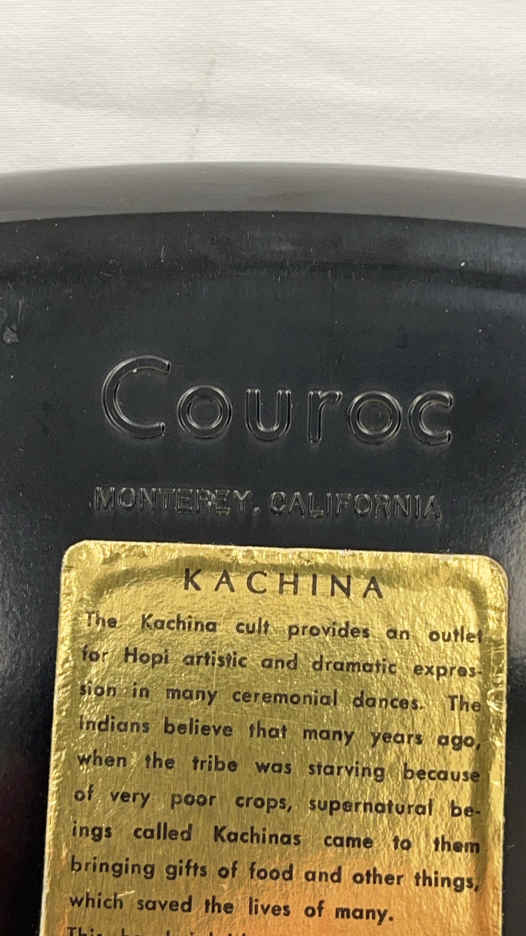 Couroc
MONTEREY, CALIFORNIA
KACHINA
The Kachina cult provides an outlet
for Hopi artistic and dramatic expres-
sion in many ceremonial dances. The
Indians believe that many years ago,
when the tribe was starving because
of very poor crops, supernatural be-
ings called Kachinas came to them
bringing gifts of food and other things,
which saved the lives of many.
This